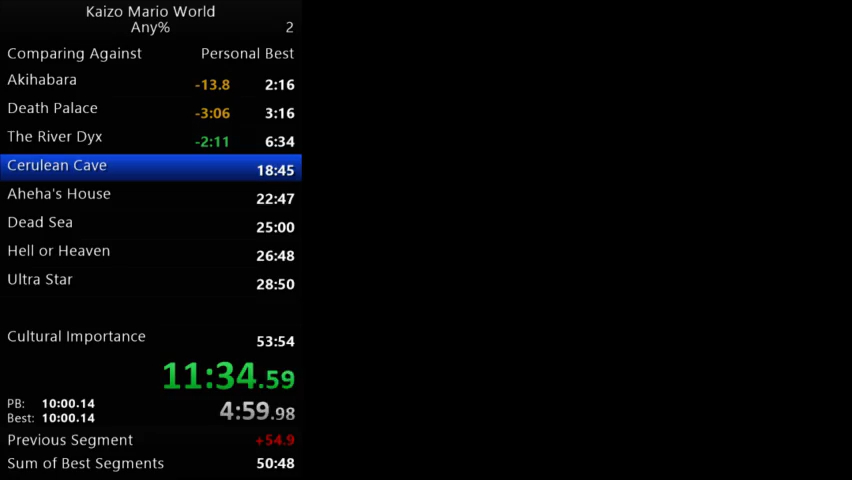 Kaizo Mario World
Any% 2
Comparing Against Personal Best
Akihabara -13.8 2:16
Death Palace -3:06 3:16
The River Dyx -2:11 6:34
Cerulean Cave 18:45
Aheha's House 22:47
Dead Sea 25:00
Hell or Heaven 26:48
Ultra Star 28:50
Cultural Importance 53:54
11:34.59
PB: 10:00.14 4:59.98
Best: 10:00.14
Previous Segment +54.9
Sum of Best Segments 50:48